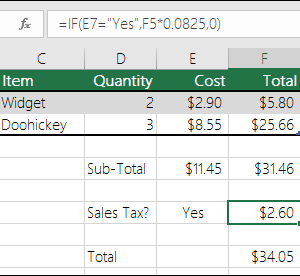 fx =IF(E7="Yes",F5*0.0825,0)
C D E F
Item Quantity Cost Total
Widget 2 $2.90 $5.80
Doohickey 3 $8.55 $25.66
Sub-Total $11.45 $31.46
Sales Tax? Yes $2.60
Total $34.05